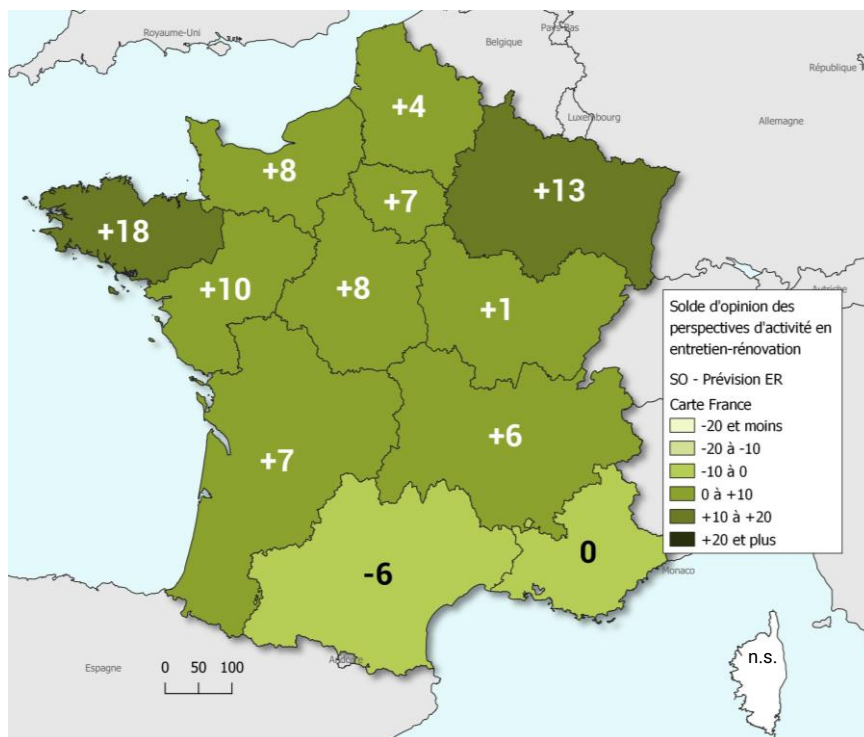 Royaume-Uni
Pays-Bas
Belgique
République
Luxembourg
Allemagne
+4
+8
+7
+13
+18
+10
+8
+1
Autriche
Solde d'opinion des
perspectives d'activité en
entretien-rénovation
SO - Prévision ER
Carte France
-20 et moins
-20 à -10
-10 à 0
0 à +10
+10 à +20
+20 et plus
+7
+6
-6
0
Monaco
Espagne
Andorre
0 50 100
n.s.